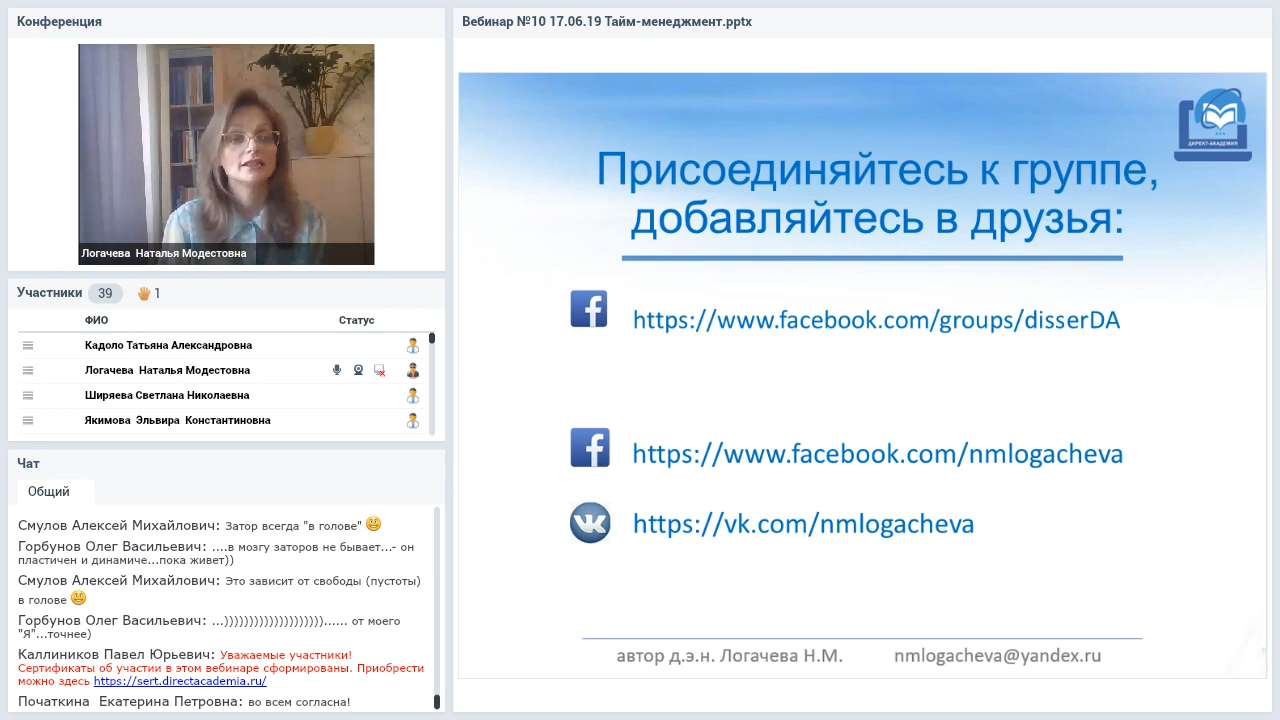 Конференция
Логачева  Наталья Модестовна
Участники 39 1
ФИО Статус
Кадоло Татьяна Александровна
Логачева  Наталья Модестовна
Ширяева Светлана Николаевна
Якимова  Эльвира  Константиновна
Чат
Общий
Смулов Алексей Михайлович: Затор всегда "в голове"
Горбунов Олег Васильевич: ....в мозгу заторов не бывает...- он
пластичен и динамиче...пока живет))
Смулов Алексей Михайлович: Это зависит от свободы (пустоты)
в голове
Горбунов Олег Васильевич: ...))))))))))))))))))))...... от моего
"Я"...точнее)
Каллиников Павел Юрьевич: Уважаемые участники!
Сертификаты об участии в этом вебинаре сформированы. Приобрести
можно здесь https://sert.directacademia.ru/
Початкина  Екатерина Петровна: во всем согласна!
Вебинар №10 17.06.19 Тайм-менеджмент.pptx
ДИРЕКТ-АКАДЕМИЯ
Присоединяйтесь к группе,
добавляйтесь в друзья:
https://www.facebook.com/groups/disserDA
https://www.facebook.com/nmlogacheva
https://vk.com/nmlogacheva
автор д.э.н. Логачева Н.М. nmlogacheva@yandex.ru